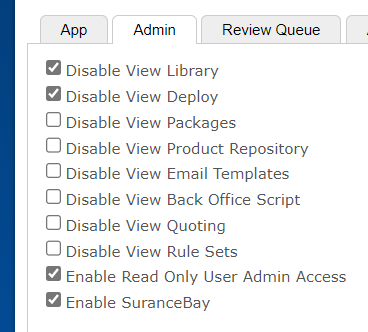 App Admin Review Queue
Disable View Library
Disable View Deploy
Disable View Packages
Disable View Product Repository
Disable View Email Templates
Disable View Back Office Script
Disable View Quoting
Disable View Rule Sets
Enable Read Only User Admin Access
Enable SuranceBay